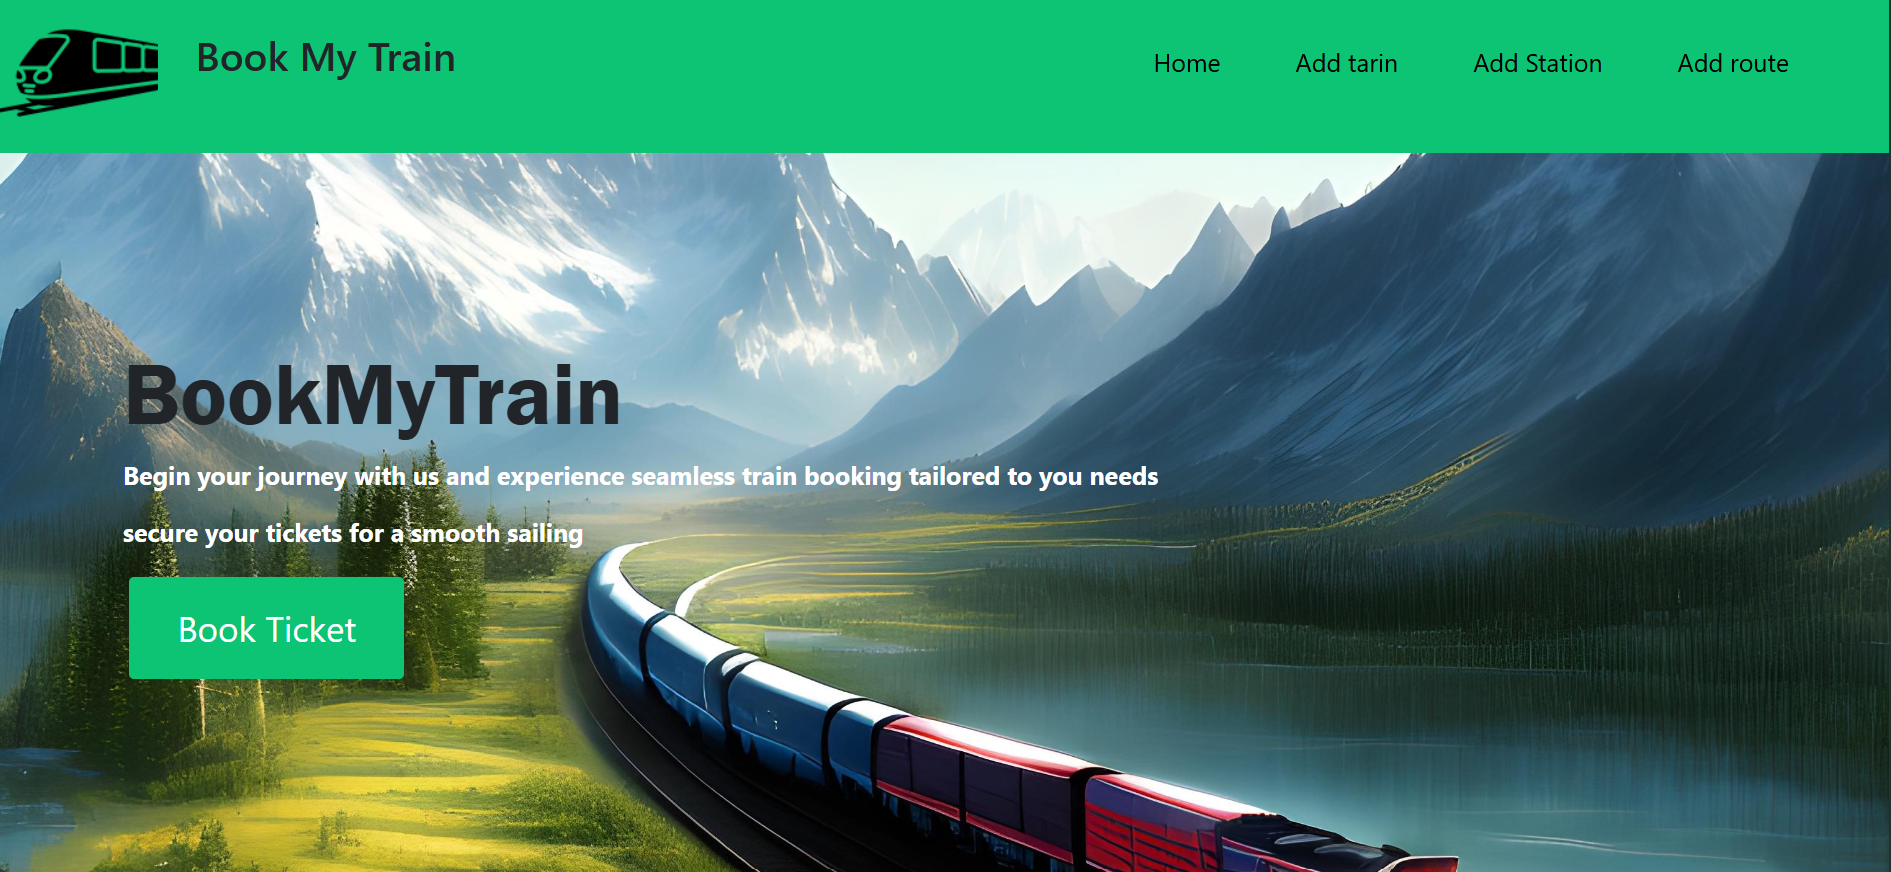 Book My Train
Home
Add tarin
Add Station
Add route
BookMyTrain
Begin your journey with us and experience seamless train booking tailored to you needs
secure your tickets for a smooth sailing
Book Ticket